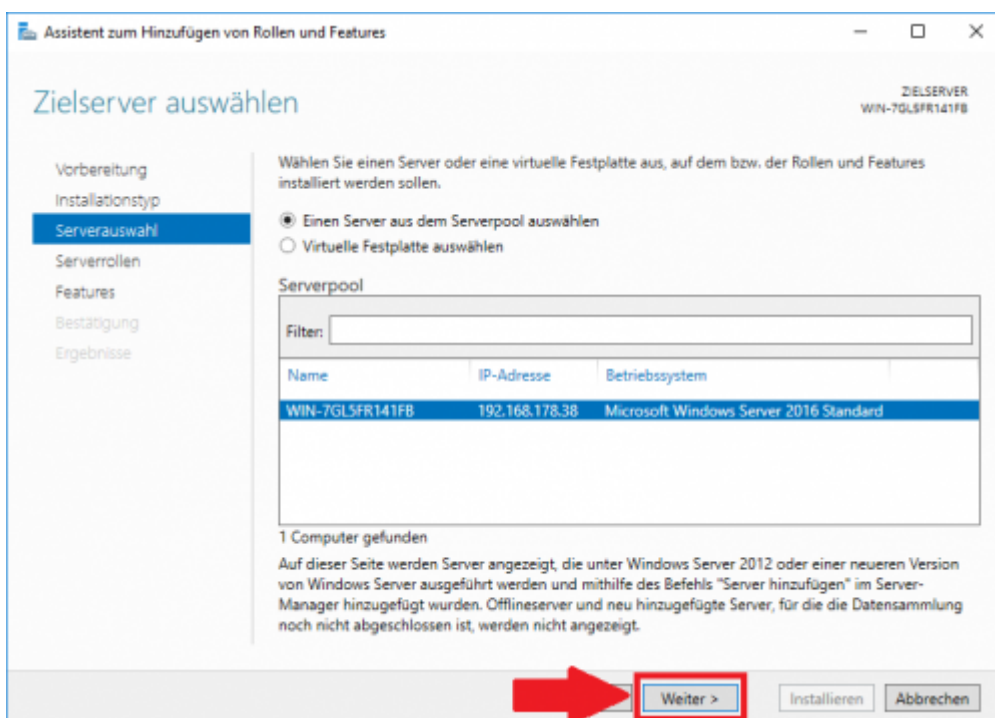 Assistent zum Hinzufügen von Rollen und Features
Zielserver auswählen
ZIELSERVER
WIN-7GL5FR141FB
Vorbereitung
Installationstyp
Serverauswahl
Serverrollen
Features
Bestätigung
Ergebnisse
Wählen Sie einen Server oder eine virtuelle Festplatte aus, auf dem bzw. der Rollen und Features
installiert werden sollen.
Einen Server aus dem Serverpool auswählen
Virtuelle Festplatte auswählen
Serverpool
Filter:
Name IP-Adresse Betriebssystem
WIN-7GL5FR141FB 192.168.178.38 Microsoft Windows Server 2016 Standard
1 Computer gefunden
Auf dieser Seite werden Server angezeigt, die unter Windows Server 2012 oder einer neueren Version
von Windows Server ausgeführt werden und mithilfe des Befehls "Server hinzufügen" im Server-
Manager hinzugefügt wurden. Offlineserver und neu hinzugefügte Server, für die die Datensammlung
noch nicht abgeschlossen ist, werden nicht angezeigt.
Weiter > Installieren Abbrechen